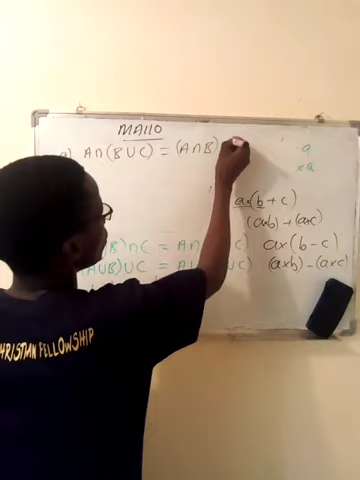 MA110
a) A∩(B∪C) = (A∩B)
a
x a
a×(b+c)
(a×b)+(a×c)
B)∩C = A∩
a×(b-c)
(A∪B)∪C = A∪ C)
(a×b)-(a×c)
CHRISTIAN FELLOWSHIP